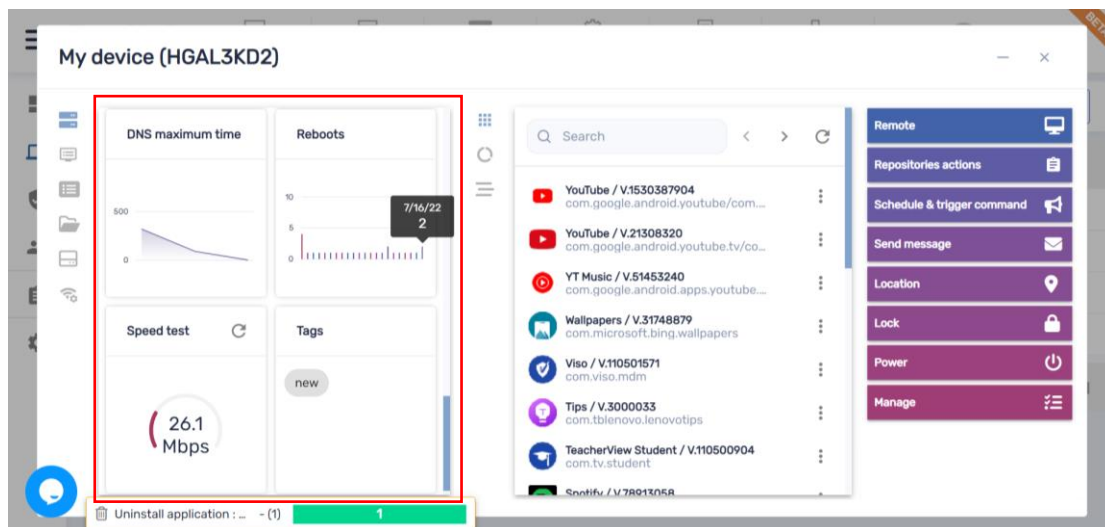 BETA
My device (HGAL3KD2)
DNS maximum time
500
0
Reboots
10
5
0
7/16/22
2
Speed test
26.1
Mbps
Tags
new
Search
YouTube / V.1530387904
com.google.android.youtube/com...
YouTube / V.21308320
com.google.android.youtube.tv/co...
YT Music / V.51453240
com.google.android.apps.youtube...
Wallpapers / V.31748879
com.microsoft.bing.wallpapers
Viso / V.110501571
com.viso.mdm
Tips / V.3000033
com.tblenovo.lenovotips
TeacherView Student / V.110500904
com.tv.student
Spotify / V.78913058
Remote
Repositories actions
Schedule & trigger command
Send message
Location
Lock
Power
Manage
Uninstall application : ... - (1)
1